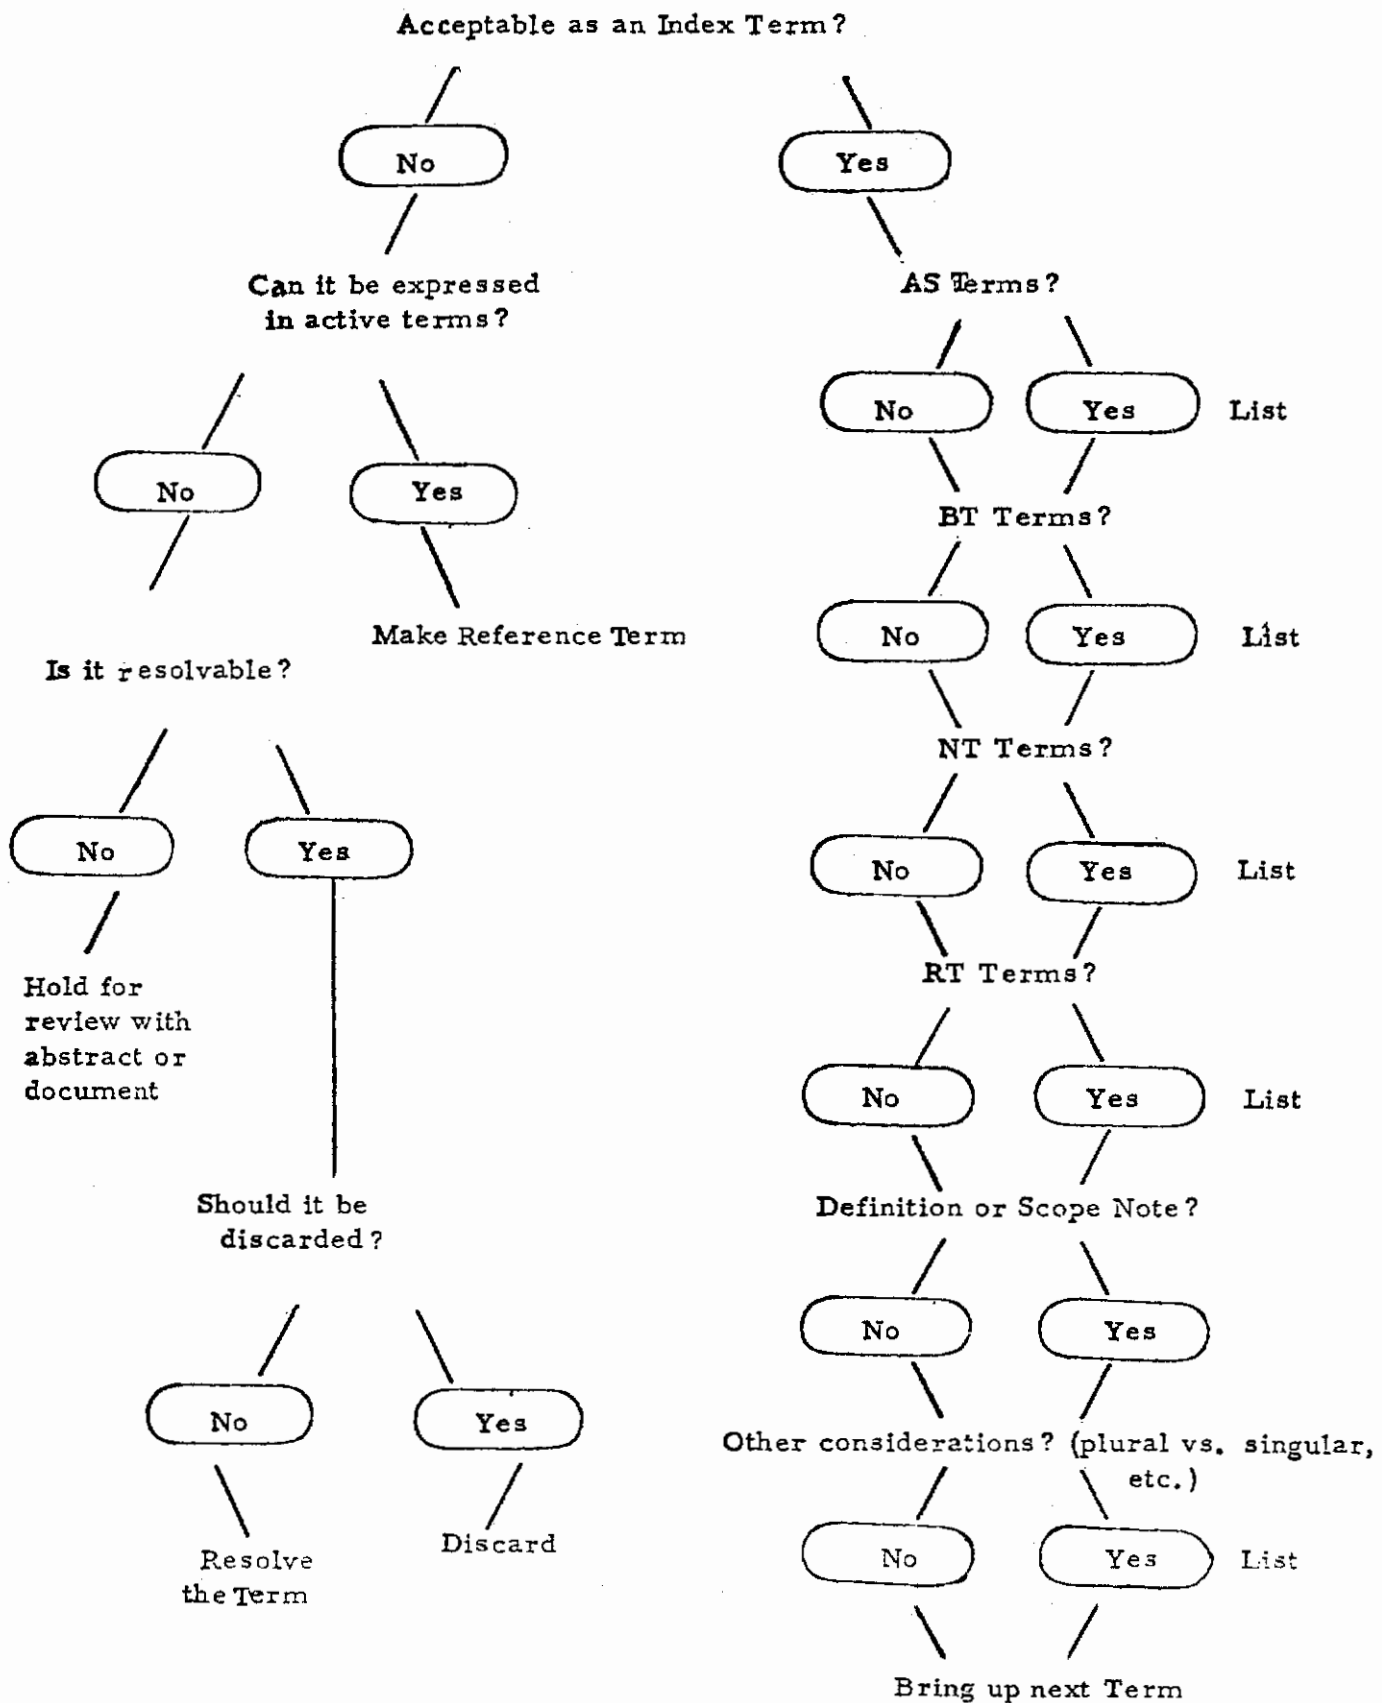 Acceptable as an Index Term?
No
Yes
Can it be expressed
in active terms?
AS Terms?
No
Yes
List
No
Yes
BT Terms?
Make Reference Term
No
Yes
List
Is it resolvable?
NT Terms?
No
Yes
No
Yes
List
Hold for
review with
abstract or
document
RT Terms?
No
Yes
List
Should it be
discarded?
Definition or Scope Note?
No
Yes
No
Yes
Other considerations? (plural vs. singular,
etc.)
Resolve
the Term
Discard
No
Yes
List
Bring up next Term